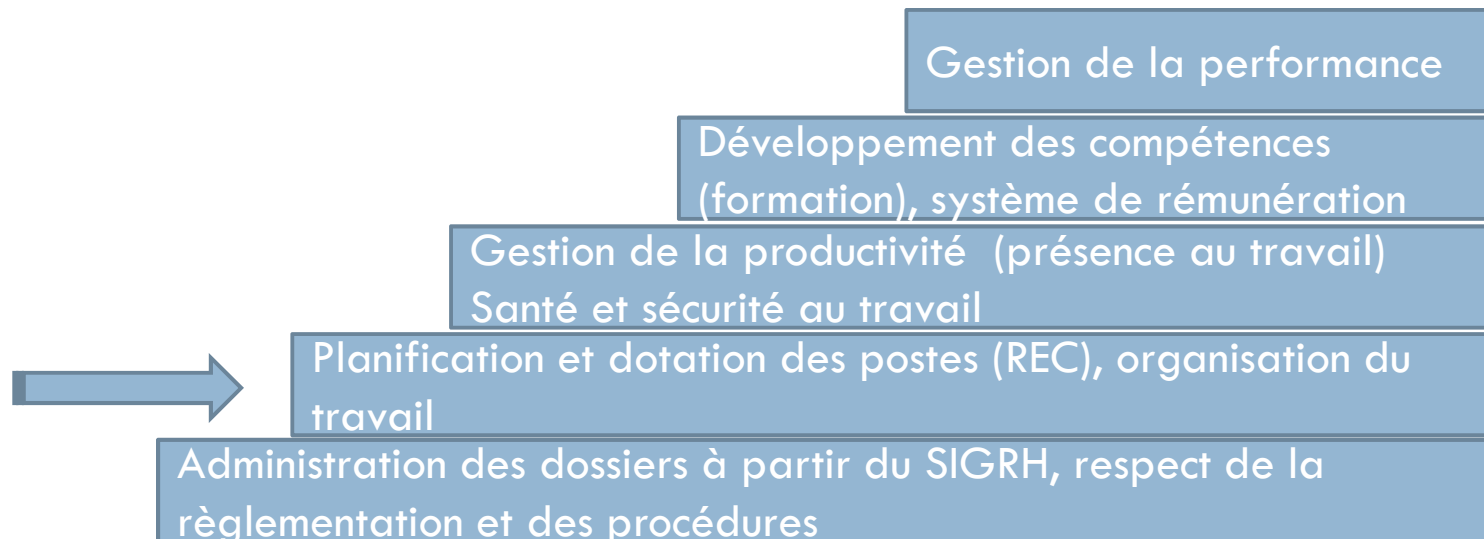 Gestion de la performance
Développement des compétences
(formation), système de rémunération
Gestion de la productivité  (présence au travail)
Santé et sécurité au travail
Planification et dotation des postes (REC), organisation du
travail
Administration des dossiers à partir du SIGRH, respect de la
règlementation et des procédures